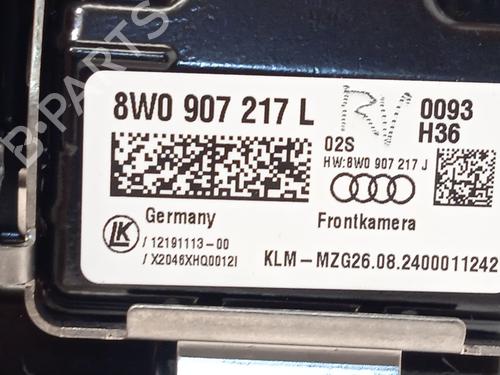 8W0 907 217 L
RV
0093
02S
H36
HW:8W0 907 217 J
Germany
Frontkamera
LK
/ 12191113-00
/ X2046XHQ0012I
KLM-MZG26.08.2400011242
B-PARTS